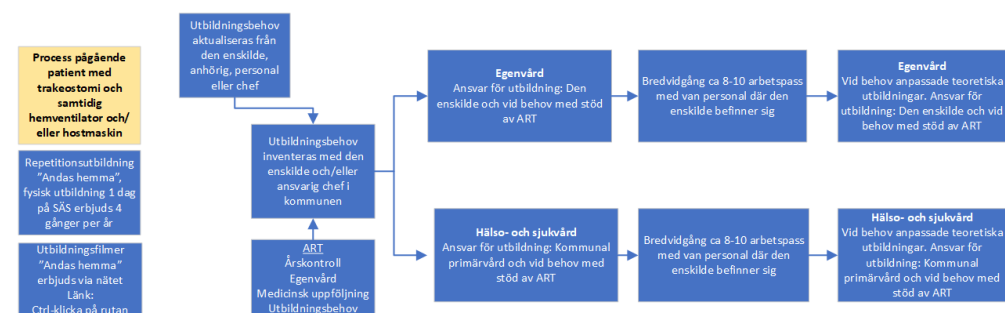 Process pågående
patient med
trakeostomi och
samtidig
hemventilator och/
eller hostmaskin
Repetitionsutbildning
”Andas hemma”,
fysisk utbildning 1 dag
på SÄS erbjuds 4
gånger per år
Utbildningsfilmer
”Andas hemma”
erbjuds via nätet
Länk:
Ctrl-klicka på rutan
Utbildningsbehov
aktualiseras från
den enskilde,
anhörig, personal
eller chef
Utbildningsbehov
inventeras med den
enskilde och/eller
ansvarig chef i
kommunen
ART
Årskontroll
Egenvård
Medicinsk uppföljning
Utbildningsbehov
Egenvård
Ansvar för utbildning: Den
enskilde och vid behov med stöd
av ART
Bredvidgång ca 8-10 arbetspass
med van personal där den
enskilde befinner sig
Egenvård
Vid behov anpassade teoretiska
utbildningar. Ansvar för
utbildning: Den enskilde och vid
behov med stöd av ART
Hälso- och sjukvård
Ansvar för utbildning: Kommunal
primärvård och vid behov med
stöd av ART
Bredvidgång ca 8-10 arbetspass
med van personal där den
enskilde befinner sig
Hälso- och sjukvård
Vid behov anpassade teoretiska
utbildningar. Ansvar för
utbildning: Kommunal
primärvård och vid behov med
stöd av ART